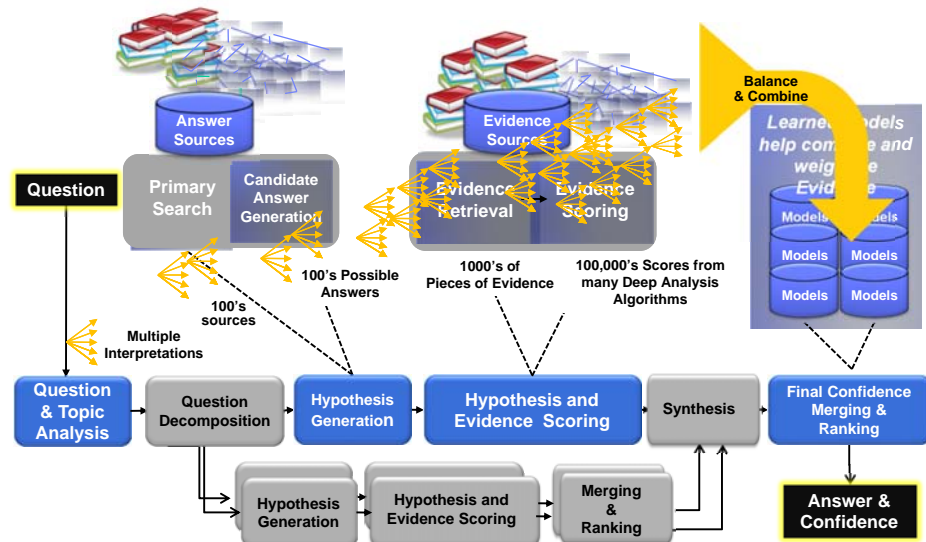 Answer
Sources
Evidence
Sources
Balance
& Combine
Learned Models
help combine and
weigh the
Evidence
Question
Primary
Search
Candidate
Answer
Generation
Evidence
Retrieval
Evidence
Scoring
Models
Models
Models
Models
Models
Models
100's
sources
100's Possible
Answers
1000's of
Pieces of Evidence
100,000's Scores from
many Deep Analysis
Algorithms
Multiple
Interpretations
Question
& Topic
Analysis
Question
Decomposition
Hypothesis
Generation
Hypothesis and
Evidence Scoring
Synthesis
Final Confidence
Merging &
Ranking
Hypothesis
Generation
Hypothesis and
Evidence Scoring
Merging
&
Ranking
Answer &
Confidence